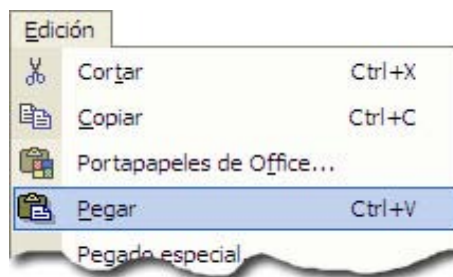 Edición
Cortar Ctrl+X
Copiar Ctrl+C
Portapapeles de Office...
Pegar Ctrl+V
Pegado especial